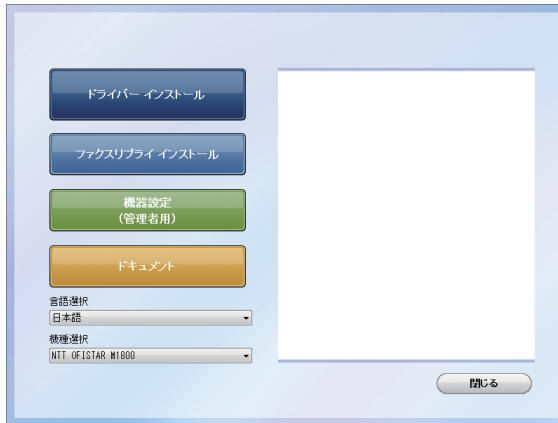 ドライバー インストール
ファクスリプライ インストール
機器設定
(管理者用)
ドキュメント
言語選択
日本語
機種選択
NTT OFISTAR M1800
閉じる